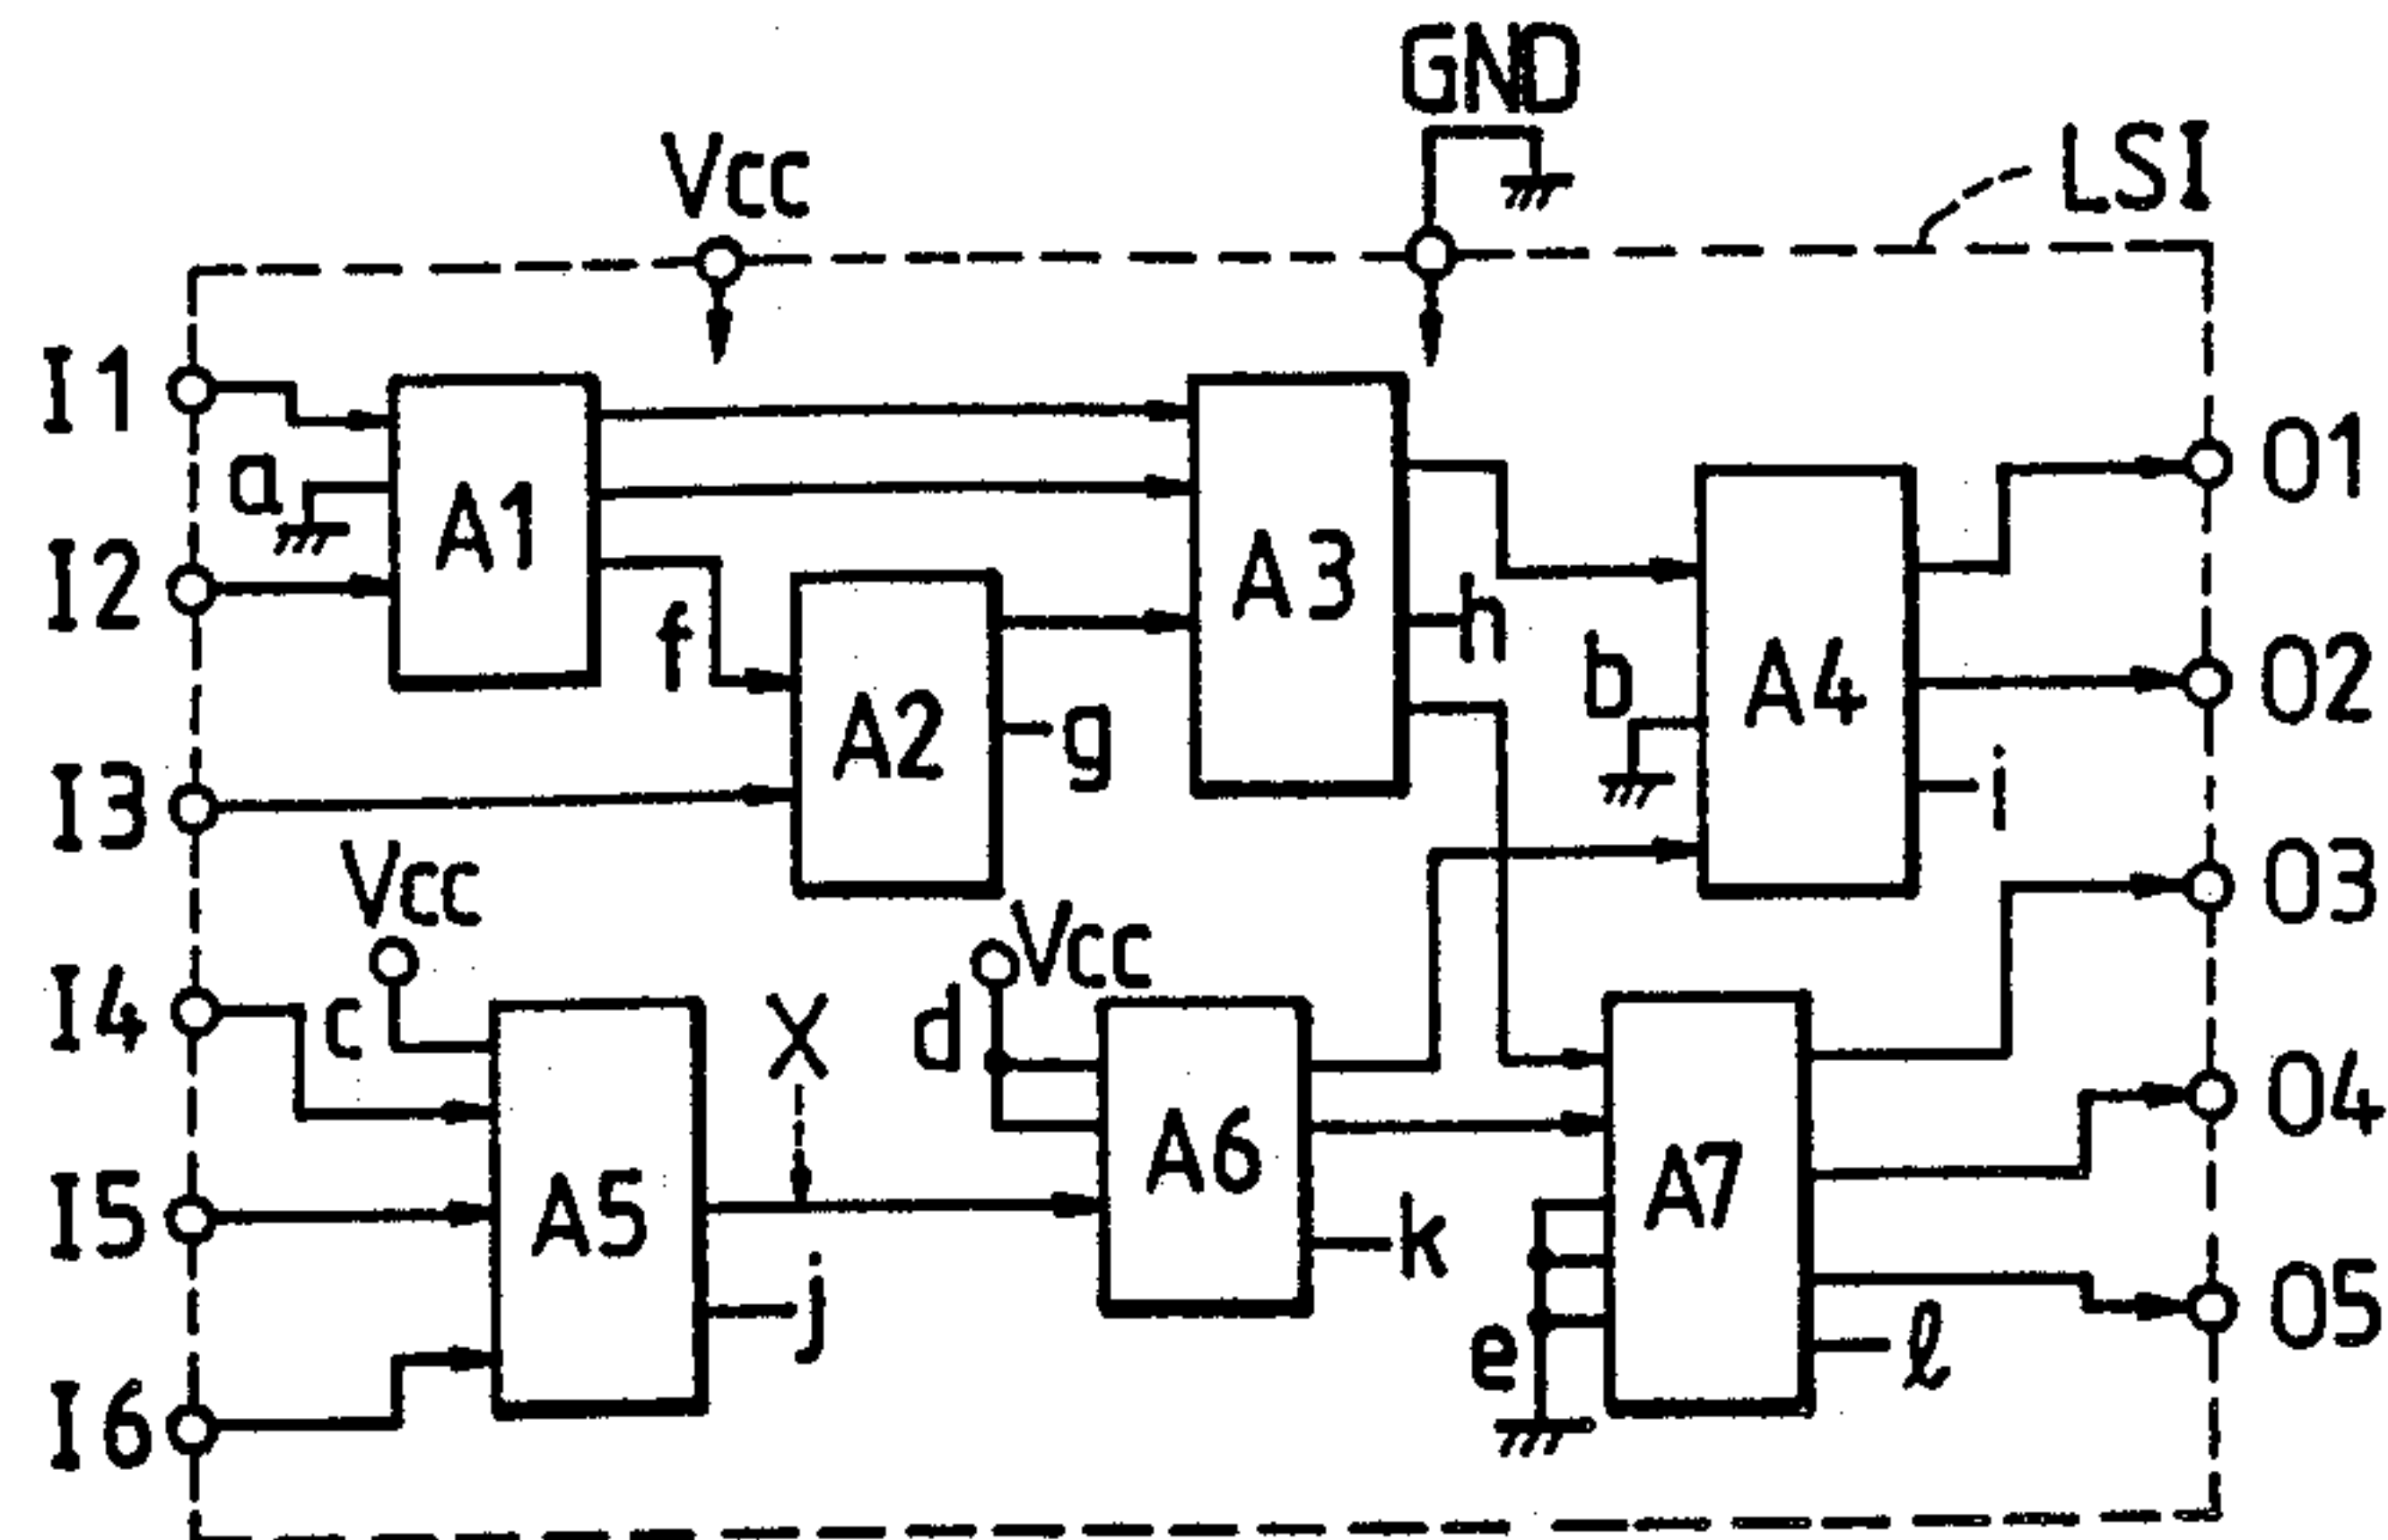 GND
Vcc
LSI
I1
a
A1
I2
f
A2
g
A3
h
b
A4
i
O1
O2
I3
Vcc
I4
c
I5
A5
X
j
I6
d
Vcc
A6
k
A7
e
ℓ
O3
O4
O5